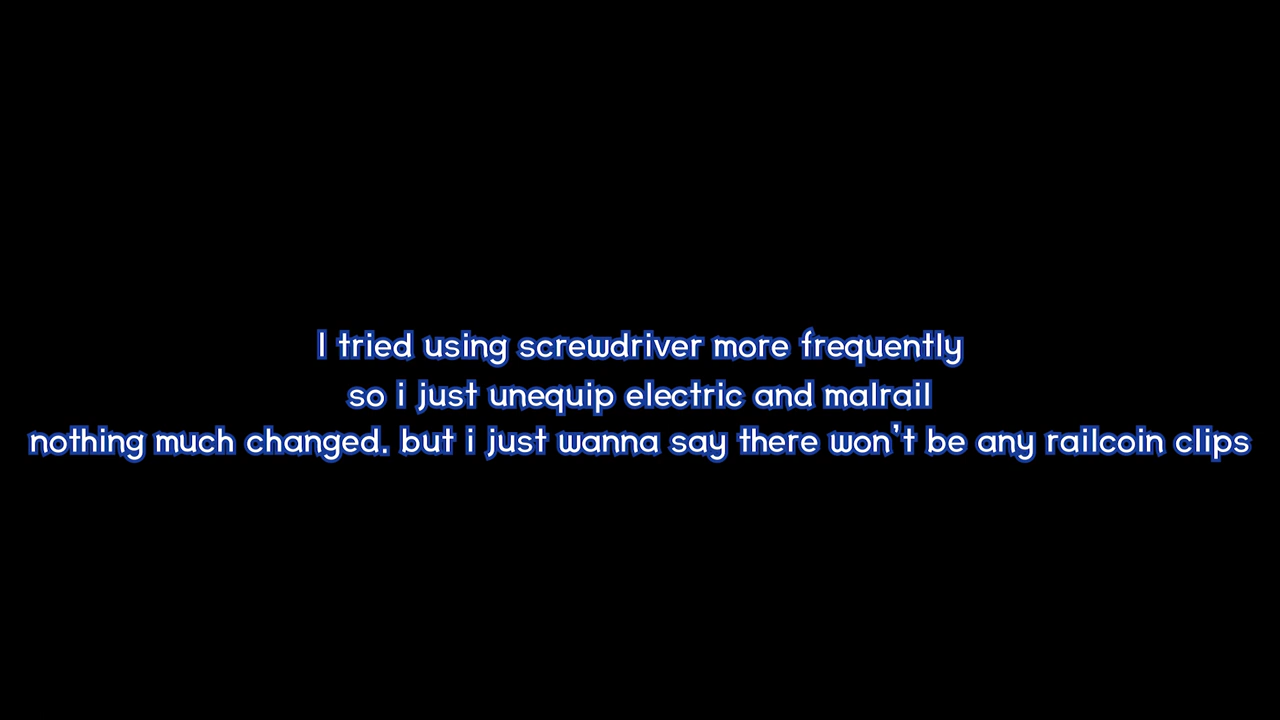 I tried using screwdriver more frequently
so i just unequip electric and malrail
nothing much changed. but i just wanna say there won't be any railcoin clips